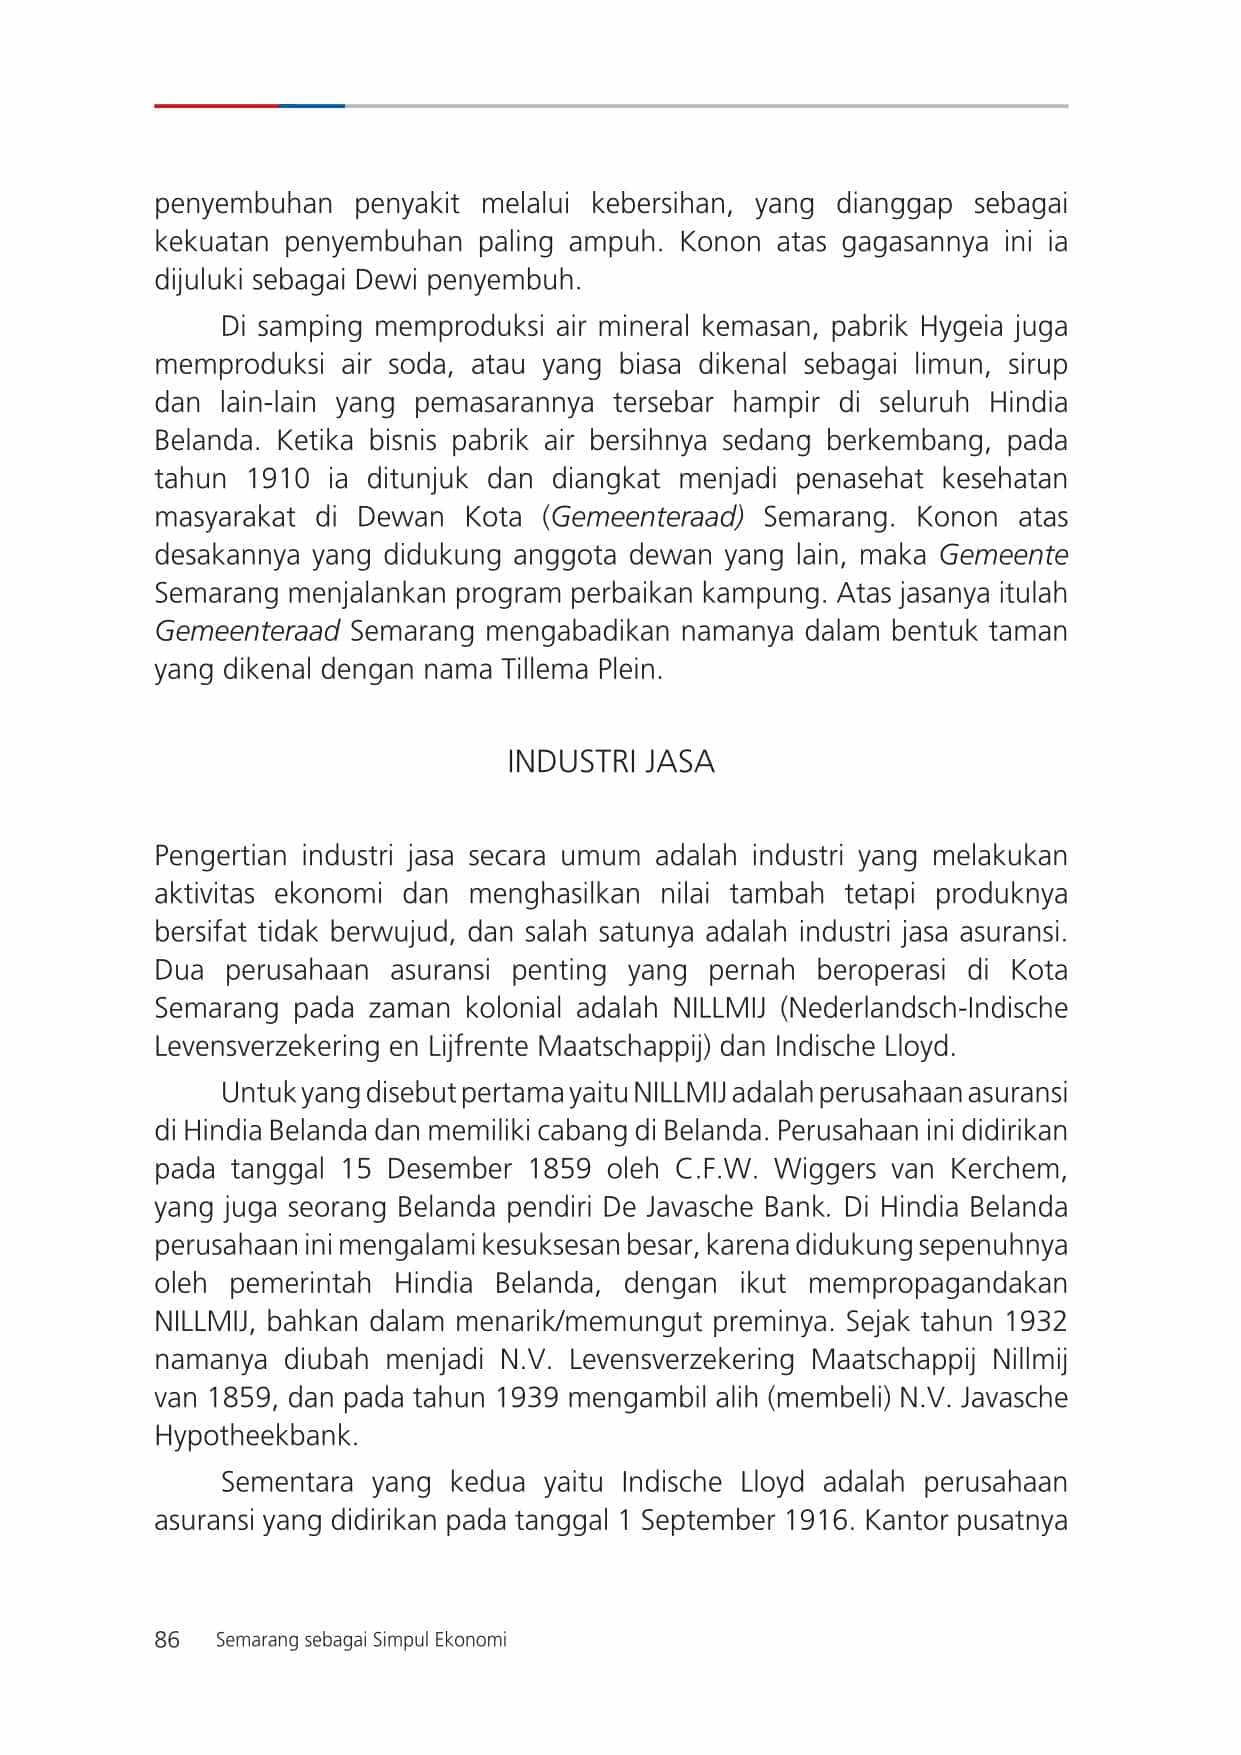 penyembuhan penyakit melalui kebersihan, yang dianggap sebagai
kekuatan penyembuhan paling ampuh. Konon atas gagasannya ini ia
dijuluki sebagai Dewi penyembuh.
Di samping memproduksi air mineral kemasan, pabrik Hygeia juga
memproduksi air soda, atau yang biasa dikenal sebagai limun, sirup
dan lain-lain yang pemasarannya tersebar hampir di seluruh Hindia
Belanda. Ketika bisnis pabrik air bersihnya sedang berkembang, pada
tahun 1910 ia ditunjuk dan diangkat menjadi penasehat kesehatan
masyarakat di Dewan Kota (Gemeenteraad) Semarang. Konon atas
desakannya yang didukung anggota dewan yang lain, maka Gemeente
Semarang menjalankan program perbaikan kampung. Atas jasanya itulah
Gemeenteraad Semarang mengabadikan namanya dalam bentuk taman
yang dikenal dengan nama Tillema Plein.
INDUSTRI JASA
Pengertian industri jasa secara umum adalah industri yang melakukan
aktivitas ekonomi dan menghasilkan nilai tambah tetapi produknya
bersifat tidak berwujud, dan salah satunya adalah industri jasa asuransi.
Dua perusahaan asuransi penting yang pernah beroperasi di Kota
Semarang pada zaman kolonial adalah NILLMIJ (Nederlandsch-Indische
Levensverzekering en Lijfrente Maatschappij) dan Indische Lloyd.
Untuk yang disebut pertama yaitu NILLMIJ adalah perusahaan asuransi
di Hindia Belanda dan memiliki cabang di Belanda. Perusahaan ini didirikan
pada tanggal 15 Desember 1859 oleh C.F.W. Wiggers van Kerchem,
yang juga seorang Belanda pendiri De Javasche Bank. Di Hindia Belanda
perusahaan ini mengalami kesuksesan besar, karena didukung sepenuhnya
oleh pemerintah Hindia Belanda, dengan ikut mempropagandakan
NILLMIJ, bahkan dalam menarik/memungut preminya. Sejak tahun 1932
namanya diubah menjadi N.V. Levensverzekering Maatschappij Nillmij
van 1859, dan pada tahun 1939 mengambil alih (membeli) N.V. Javasche
Hypotheekbank.
Sementara yang kedua yaitu Indische Lloyd adalah perusahaan
asuransi yang didirikan pada tanggal 1 September 1916. Kantor pusatnya
86 Semarang sebagai Simpul Ekonomi